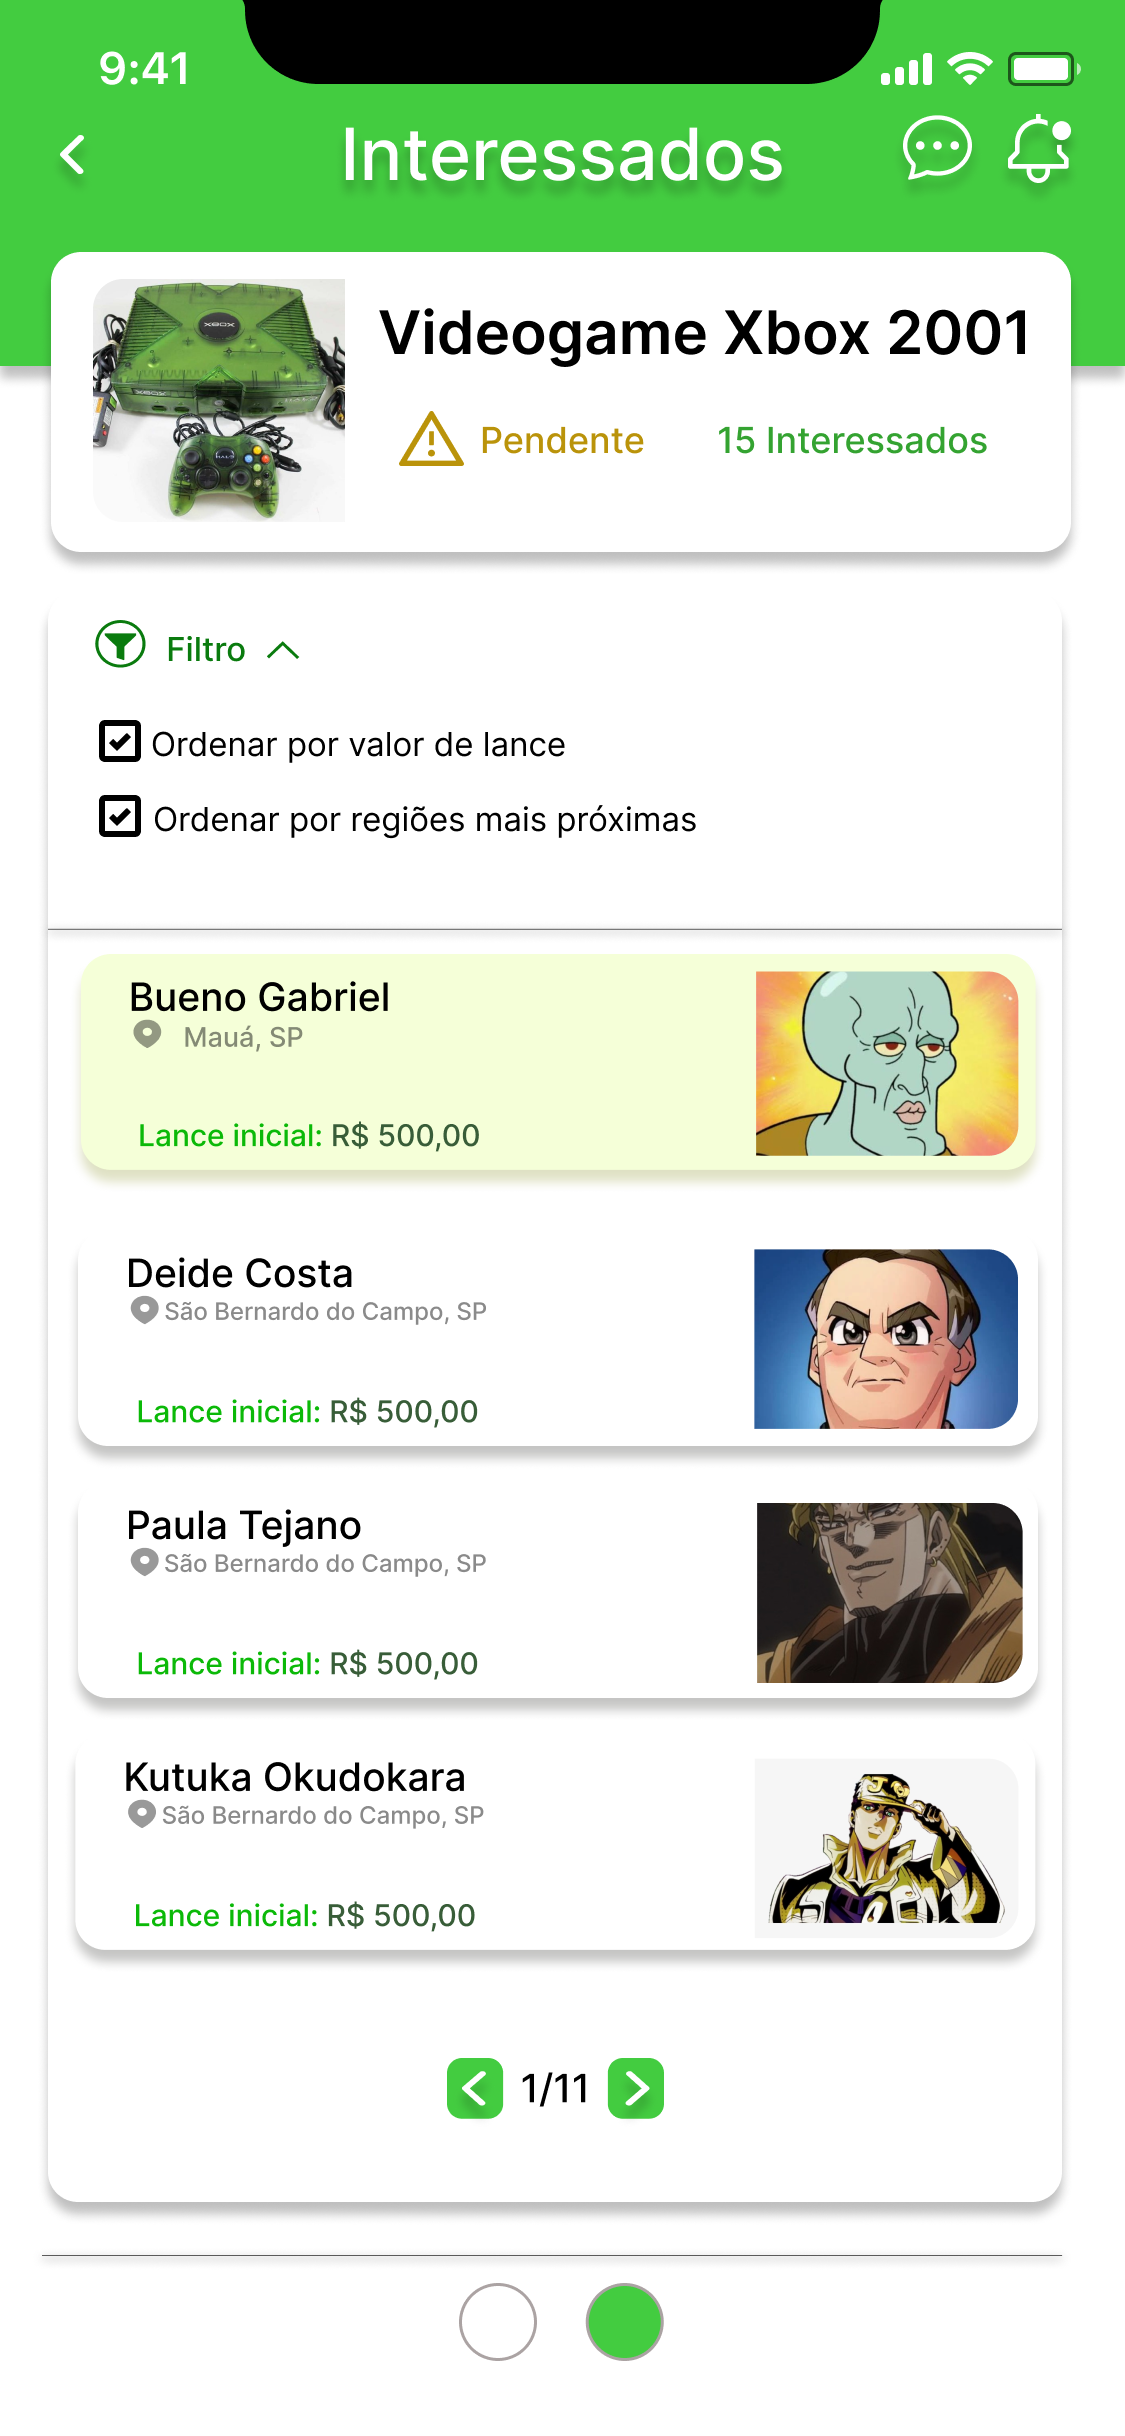 9:41
Interessados
XBOX
XBOX
HALO
Videogame Xbox 2001
Pendente
15 Interessados
Filtro
Ordenar por valor de lance
Ordenar por regiões mais próximas
Bueno Gabriel
Mauá, SP
Lance inicial: R$ 500,00
Deide Costa
São Bernardo do Campo, SP
Lance inicial: R$ 500,00
Paula Tejano
São Bernardo do Campo, SP
Lance inicial: R$ 500,00
Kutuka Okudokara
São Bernardo do Campo, SP
Lance inicial: R$ 500,00
1/11